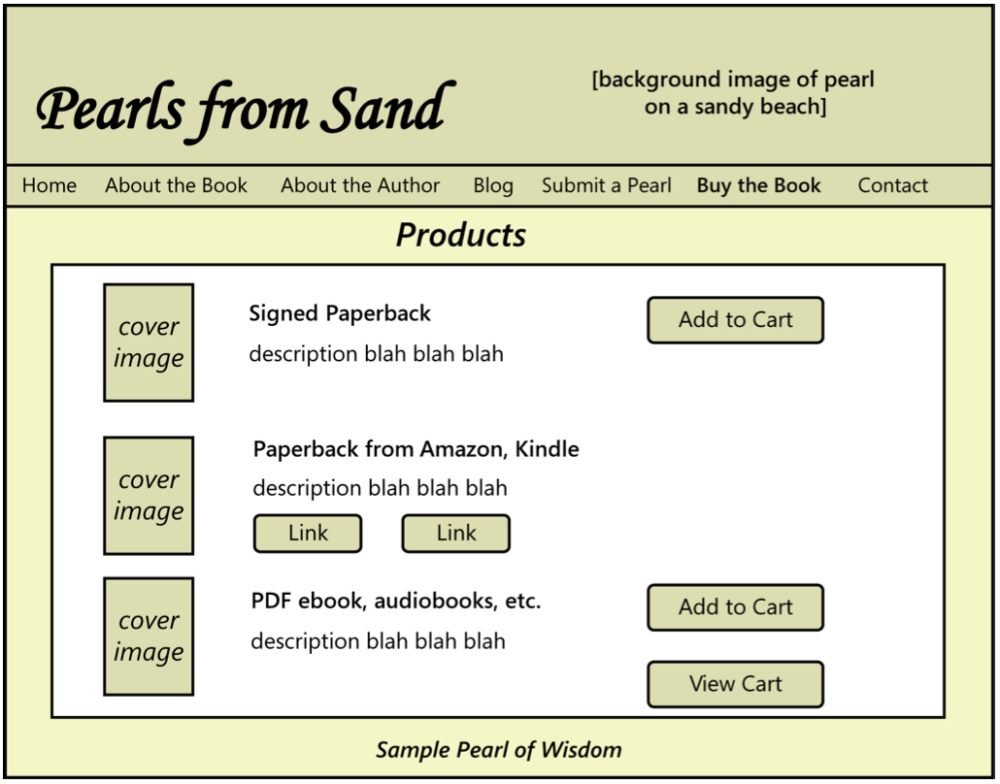 [background image of pearl
on a sandy beach]
Pearls from Sand
Home About the Book About the Author Blog Submit a Pearl Buy the Book Contact
Products
cover
image
Signed Paperback
description blah blah blah
Add to Cart
cover
image
Paperback from Amazon, Kindle
description blah blah blah
Link Link
cover
image
PDF ebook, audiobooks, etc.
description blah blah blah
Add to Cart
View Cart
Sample Pearl of Wisdom